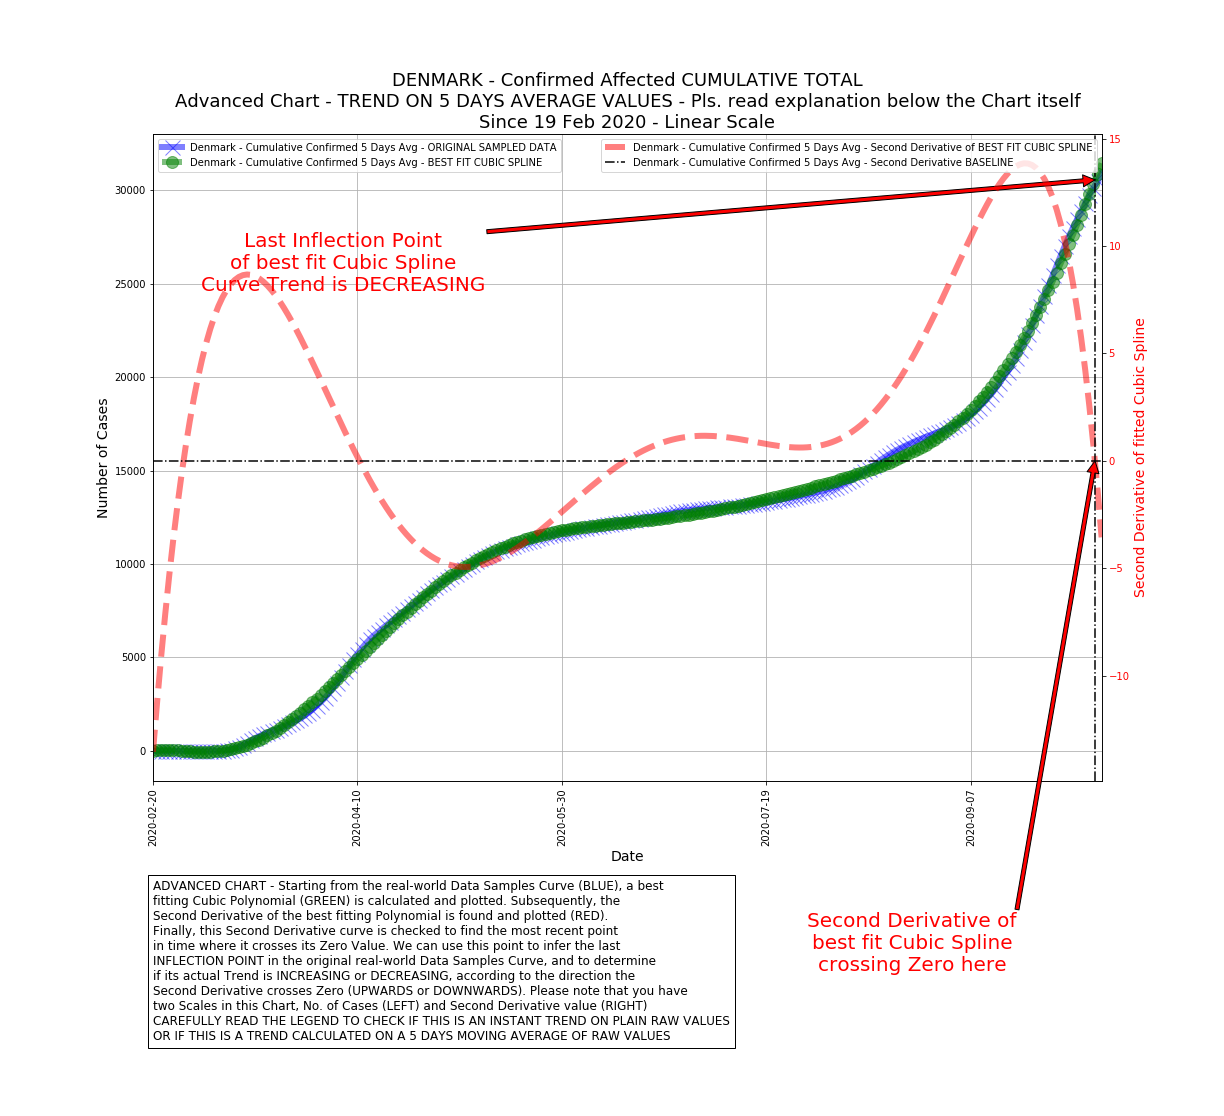 DENMARK - Confirmed Affected CUMULATIVE TOTAL
Advanced Chart - TREND ON 5 DAYS AVERAGE VALUES - Pls. read explanation below the Chart itself
Since 19 Feb 2020 - Linear Scale
Denmark - Cumulative Confirmed 5 Days Avg - ORIGINAL SAMPLED DATA
Denmark - Cumulative Confirmed 5 Days Avg - BEST FIT CUBIC SPLINE
Denmark - Cumulative Confirmed 5 Days Avg - Second Derivative of BEST FIT CUBIC SPLINE
Denmark - Cumulative Confirmed 5 Days Avg - Second Derivative BASELINE
Last Inflection Point
of best fit Cubic Spline
Curve Trend is DECREASING
Number of Cases
30000
25000
20000
15000
10000
5000
0
15
10
5
0
−5
−10
Second Derivative of fitted Cubic Spline
2020-02-20
2020-04-10
2020-05-30
2020-07-19
2020-09-07
Date
ADVANCED CHART - Starting from the real-world Data Samples Curve (BLUE), a best
fitting Cubic Polynomial (GREEN) is calculated and plotted. Subsequently, the
Second Derivative of the best fitting Polynomial is found and plotted (RED).
Finally, this Second Derivative curve is checked to find the most recent point
in time where it crosses its Zero Value. We can use this point to infer the last
INFLECTION POINT in the original real-world Data Samples Curve, and to determine
if its actual Trend is INCREASING or DECREASING, according to the direction the
Second Derivative crosses Zero (UPWARDS or DOWNWARDS). Please note that you have
two Scales in this Chart, No. of Cases (LEFT) and Second Derivative value (RIGHT)
CAREFULLY READ THE LEGEND TO CHECK IF THIS IS AN INSTANT TREND ON PLAIN RAW VALUES
OR IF THIS IS A TREND CALCULATED ON A 5 DAYS MOVING AVERAGE OF RAW VALUES
Second Derivative of
best fit Cubic Spline
crossing Zero here